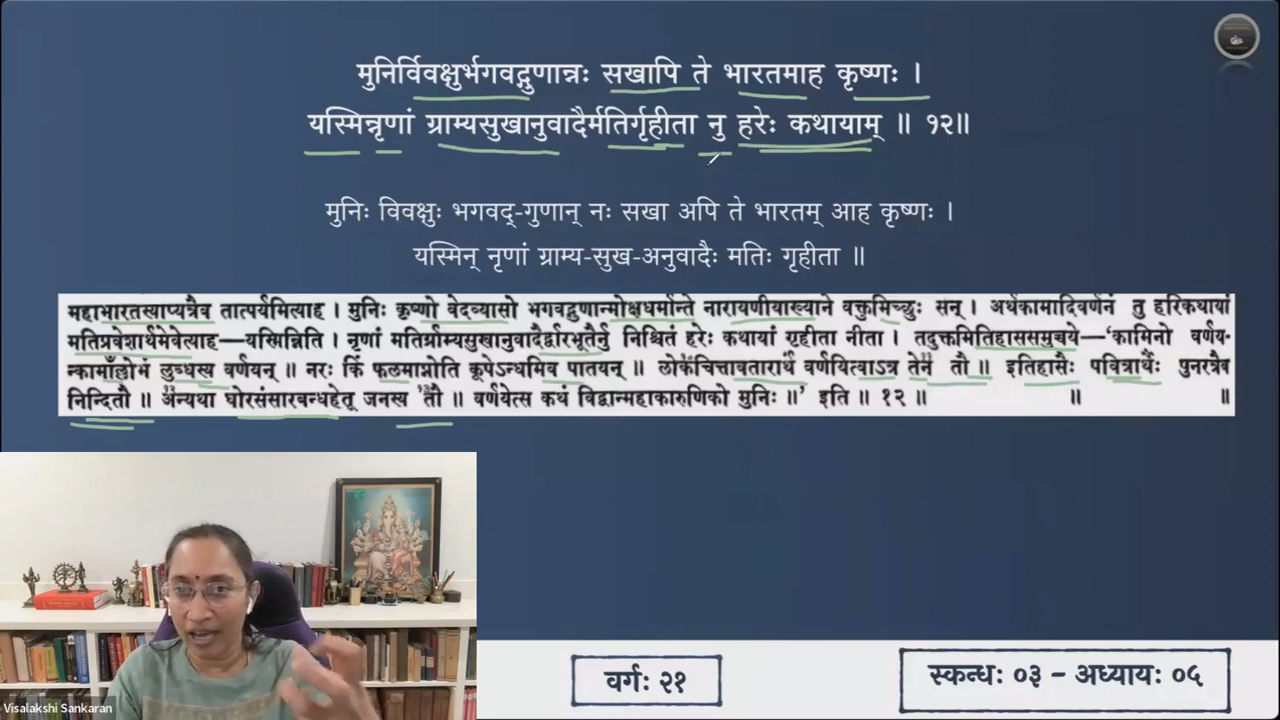 मुनिर्विवक्षुर्भगवद्गुणान्नः सखापि ते भारतमाह कृष्णः ।
यस्मिन्नृणां ग्राम्यसुखानुवादैर्मतिर्गृहीता नु हरेः कथायाम् ॥ १२॥
मुनिः विवक्षुः भगवद्-गुणान् नः सखा अपि ते भारतम् आह कृष्णः ।
यस्मिन् नृणां ग्राम्य-सुख-अनुवादैः मतिः गृहीता ॥
महाभारतस्याप्यत्रैव तात्पर्यमित्याह । मुनिः कृष्णो वेदव्यासो भगवद्गुणान्मोक्षधर्मान्ते नारायणीयाख्याने वक्तुमिच्छुः सन् । अर्थकामादिवर्णनं तु हरिकथायां
मतिप्रवेशार्थमेवेत्याह—यस्मिन्निति । नृणां मतिर्ग्राम्यसुखानुवादैर्द्वारभूतैर्नु निश्चितं हरेः कथायां गृहीता नीता । तदुक्तमितिहाससमुच्चये—'कामिनो वर्णय-
न्कामाँल्लोभं लुब्धस्य वर्णयन् ॥ नरः किं फलमाप्नोति कूपेऽन्धमिव पातयन् ॥ लोकचित्तावतारार्थं वर्णयित्वाऽत्र तेन तौ ॥ इतिहासैः पवित्रार्थैः पुनरत्रैव
निन्दितौ ॥ अन्यथा घोरसंसारबन्धहेतू जनस्य तौ ॥ वर्णयेत्स कथं विद्वान्महाकारुणिको मुनिः ॥' इति ॥ १२ ॥ ॥ ॥
वर्गः २१
स्कन्धः ०३ - अध्यायः ०५
Visalakshi Sankaran